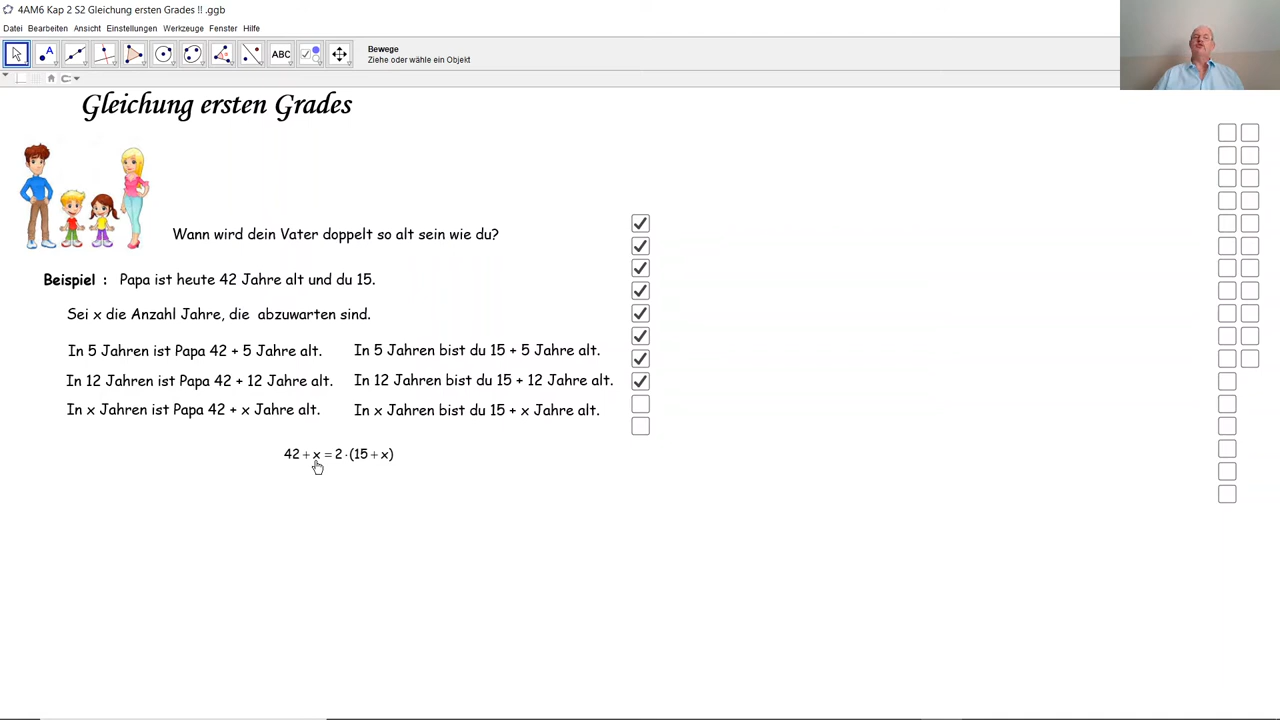 4AM6 Kap 2 S2 Gleichung ersten Grades !! .ggb
Datei Bearbeiten Ansicht Einstellungen Werkzeuge Fenster Hilfe
A ABC
Bewege
Ziehe oder wähle ein Objekt
Gleichung ersten Grades
Wann wird dein Vater doppelt so alt sein wie du?
Beispiel : Papa ist heute 42 Jahre alt und du 15.
Sei x die Anzahl Jahre, die abzuwarten sind.
In 5 Jahren ist Papa 42 + 5 Jahre alt. In 5 Jahren bist du 15 + 5 Jahre alt.
In 12 Jahren ist Papa 42 + 12 Jahre alt. In 12 Jahren bist du 15 + 12 Jahre alt.
In x Jahren ist Papa 42 + x Jahre alt. In x Jahren bist du 15 + x Jahre alt.
42 + x = 2 · (15 + x)